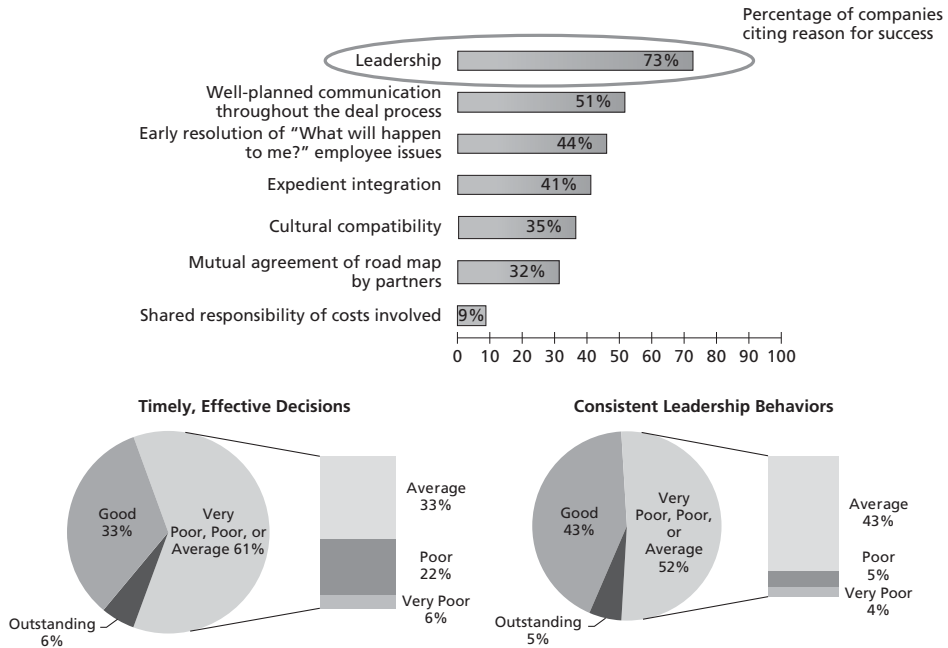 Percentage of companies
citing reason for success
Leadership
73%
Well-planned communication
throughout the deal process
51%
Early resolution of “What will happen
to me?” employee issues
44%
Expedient integration
41%
Cultural compatibility
35%
Mutual agreement of road map
by partners
32%
Shared responsibility of costs involved
9%
0 10 20 30 40 50 60 70 80 90 100
Timely, Effective Decisions
Good
33%
Very
Poor, Poor, or
Average 61%
Outstanding
6%
Average
33%
Poor
22%
Very Poor
6%
Consistent Leadership Behaviors
Good
43%
Very
Poor, Poor,
or
Average
52%
Outstanding
5%
Average
43%
Poor
5%
Very Poor
4%